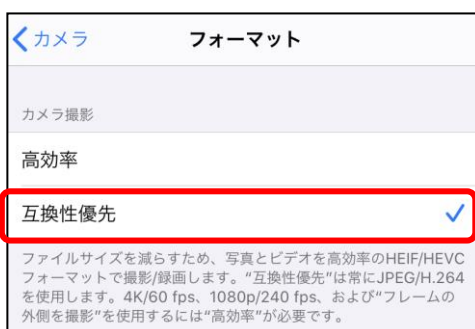 カメラ
フォーマット
カメラ撮影
高効率
互換性優先
ファイルサイズを減らすため、写真とビデオを高効率のHEIF/HEVC
フォーマットで撮影/録画します。“互換性優先”は常にJPEG/H.264
を使用します。4K/60 fps、1080p/240 fps、および“フレームの
外側を撮影”を使用するには“高効率”が必要です。